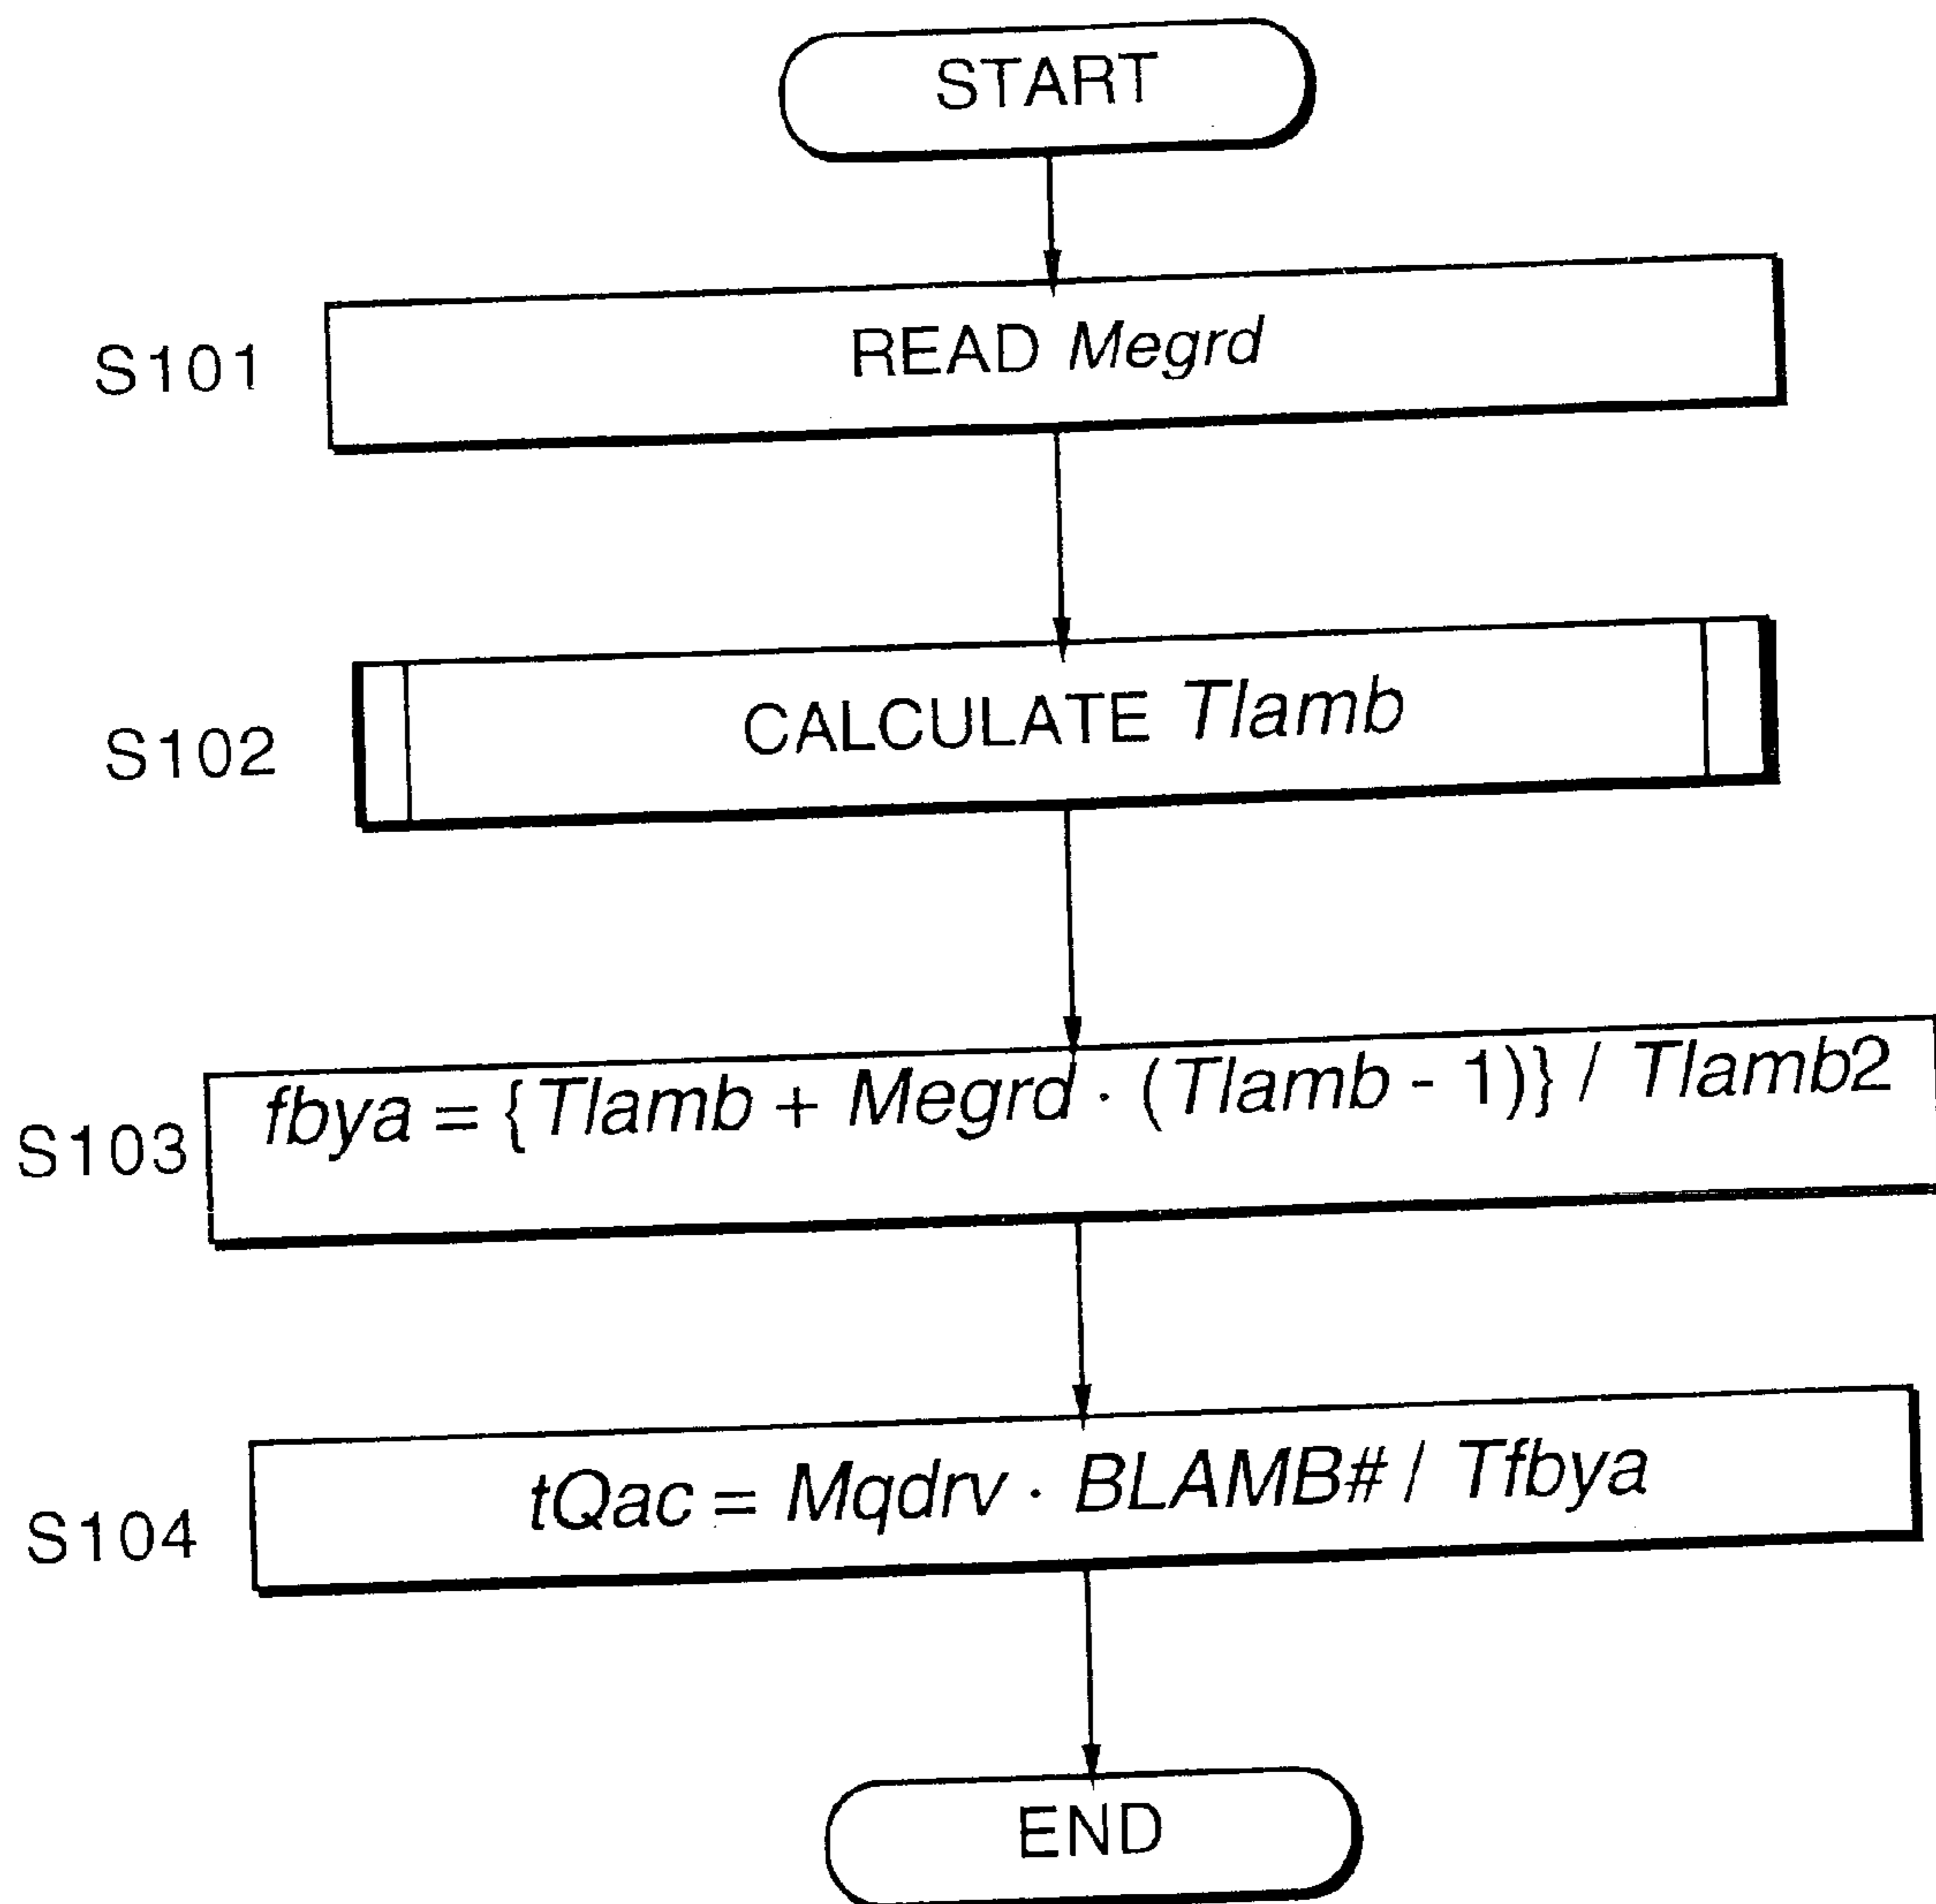 START
S101 READ Megrd
S102 CALCULATE Tlamb
S103 fbya = {Tlamb + Megrd · (Tlamb - 1)} / Tlamb2
S104 tQac = Mqdrv · BLAMB# / Tfbya
END